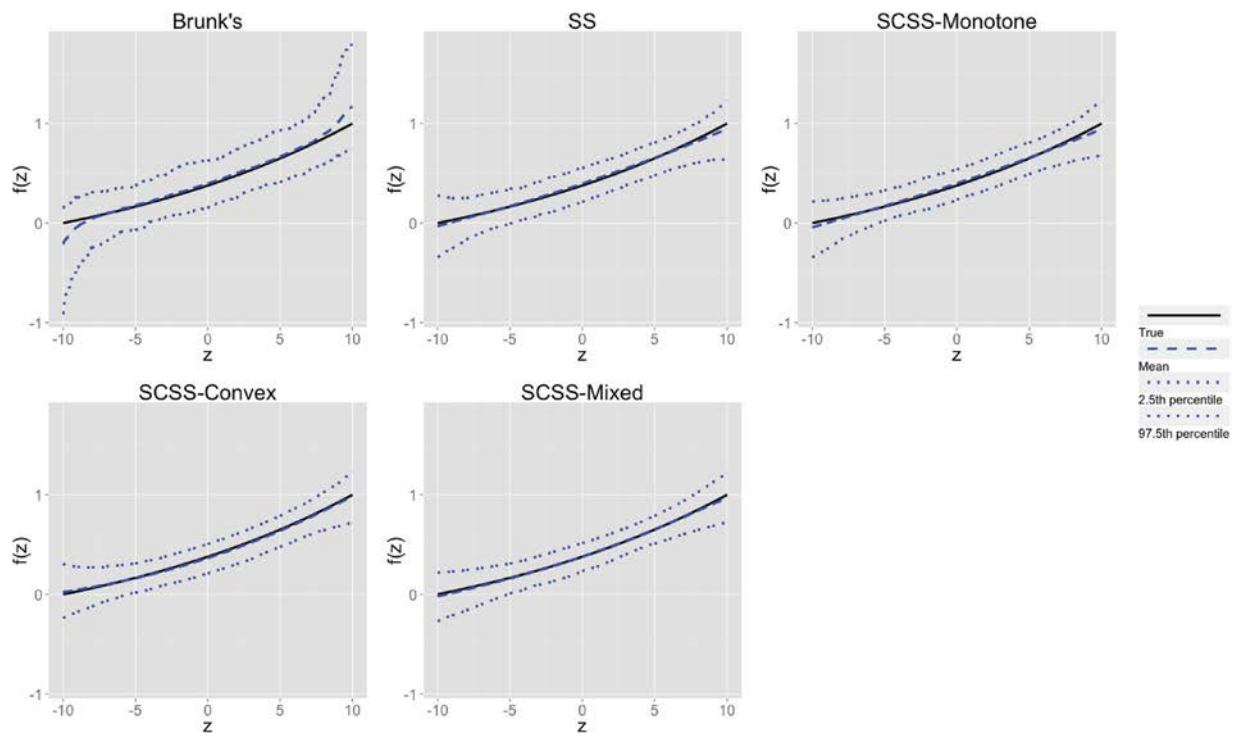 Brunk's
SS
SCSS-Monotone
f(z)
1
0
-1
-10 -5 0 5 10
z
f(z)
1
0
-1
-10 -5 0 5 10
z
f(z)
1
0
-1
-10 -5 0 5 10
z
True
Mean
2.5th percentile
97.5th percentile
SCSS-Convex
SCSS-Mixed
f(z)
1
0
-1
-10 -5 0 5 10
z
f(z)
1
0
-1
-10 -5 0 5 10
z